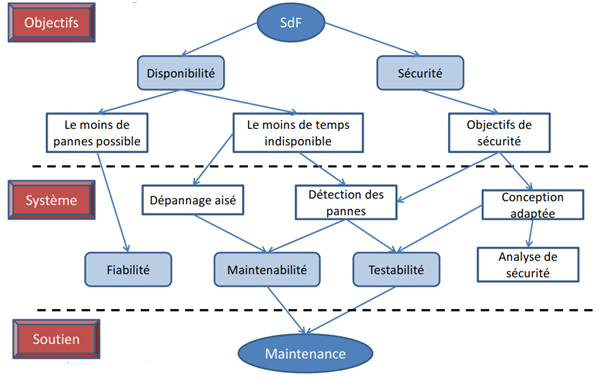 Objectifs
SdF
Disponibilité
Sécurité
Le moins de
pannes possible
Le moins de temps
indisponible
Objectifs de
sécurité
Système
Dépannage aisé
Détection des
pannes
Conception
adaptée
Fiabilité
Maintenabilité
Testabilité
Analyse de
sécurité
Soutien
Maintenance